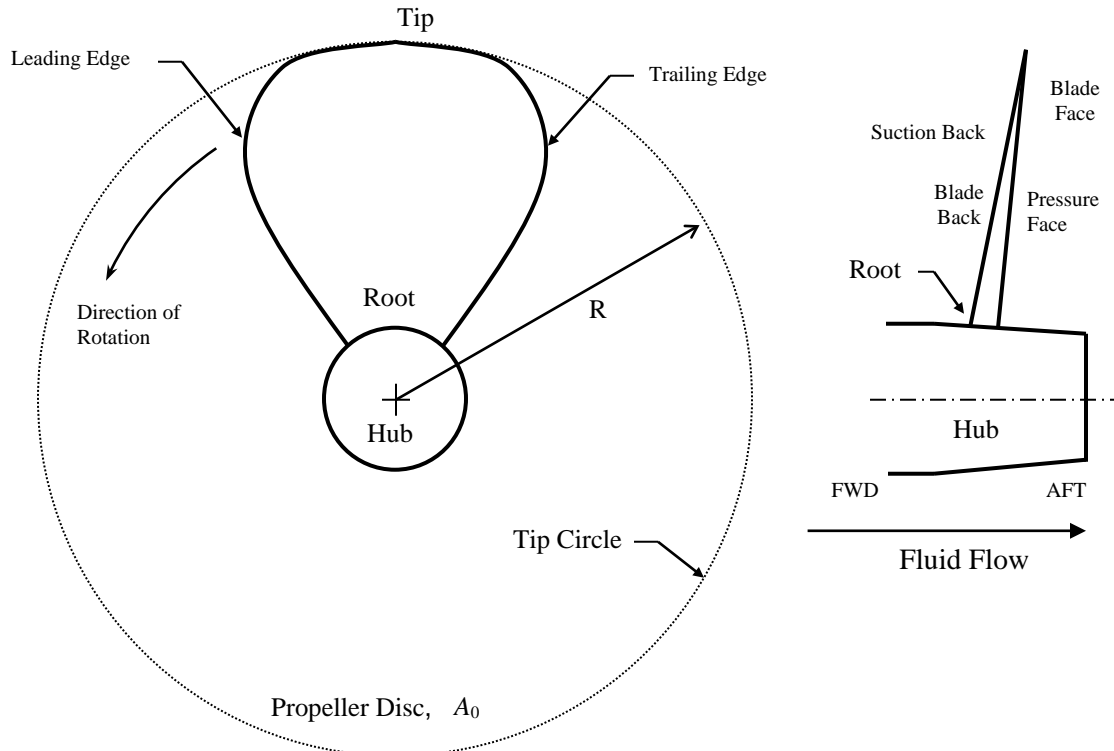 Tip
Leading Edge
Trailing Edge
Direction of
Rotation
Root
R
Hub
Tip Circle
Propeller Disc, A0
Blade
Face
Suction Back
Blade
Back
Pressure
Face
Root
Hub
FWD
AFT
Fluid Flow